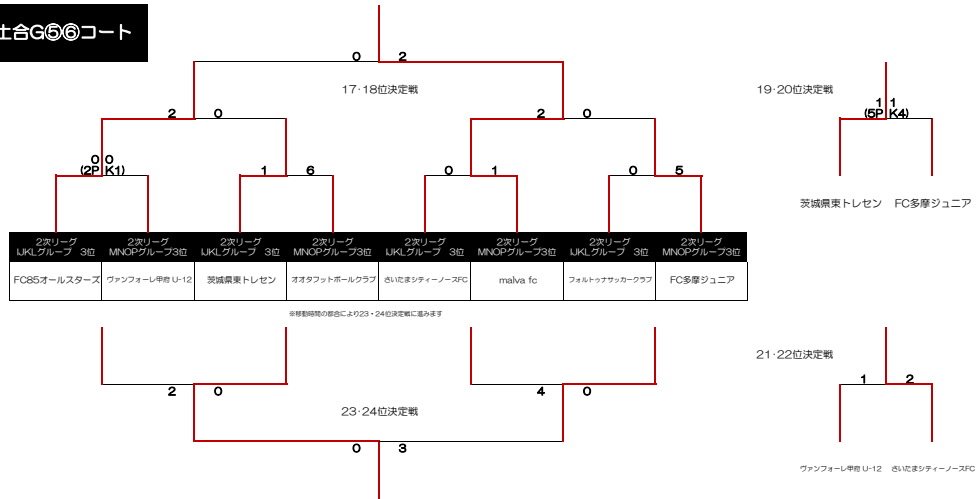 土合G⑤⑥コート
0 2
17・18位決定戦
19・20位決定戦
2 0
2 0
1 1
(5P K4)
0 0
(2P K1)
1 6
0 1
0 5
茨城県東トレセン FC多摩ジュニア
2次リーグ
IJKLグループ 3位
2次リーグ
MNOPグループ3位
2次リーグ
IJKLグループ 3位
2次リーグ
MNOPグループ3位
2次リーグ
IJKLグループ 3位
2次リーグ
MNOPグループ3位
2次リーグ
IJKLグループ 3位
2次リーグ
MNOPグループ3位
FC85オールスターズ
ヴァンフォーレ甲府 U-12
茨城県東トレセン
オオタフットボールクラブ
さいたまシティーノースFC
malva fc
フォルトゥナサッカークラブ
FC多摩ジュニア
※移動時間の都合により23・24位決定戦に進みます
21・22位決定戦
1 2
2 0
4 0
23・24位決定戦
0 3
ヴァンフォーレ甲府 U-12 さいたまシティーノースFC